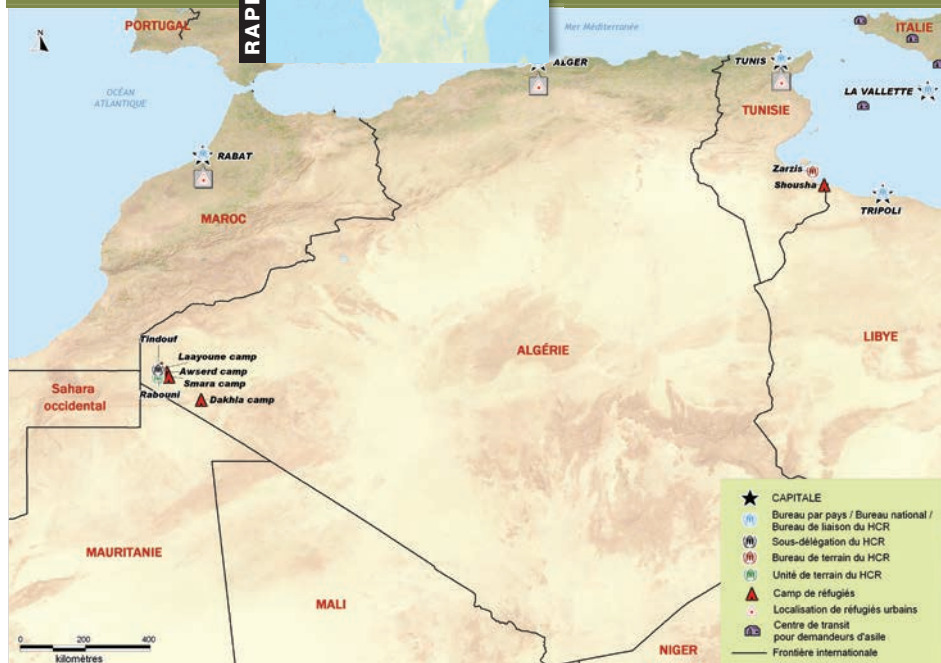 RAPP
N
PORTUGAL
Mer Méditerranée
ITALIE
ALGER
TUNIS
OCÉAN
ATLANTIQUE
LA VALLETTE
TUNISIE
RABAT
Zarzis
Shousha
MAROC
TRIPOLI
Tindouf
Laayoune camp
Awserd camp
Smara camp
Rabouni
Dakhla camp
ALGÉRIE
LIBYE
Sahara
occidental
MAURITANIE
MALI
NIGER
CAPITALE
Bureau par pays / Bureau national /
Bureau de liaison du HCR
Sous-délégation du HCR
Bureau de terrain du HCR
Unité de terrain du HCR
Camp de réfugiés
Localisation de réfugiés urbains
Centre de transit
pour demandeurs d'asile
Frontière internationale
0 200 400
kilomètres